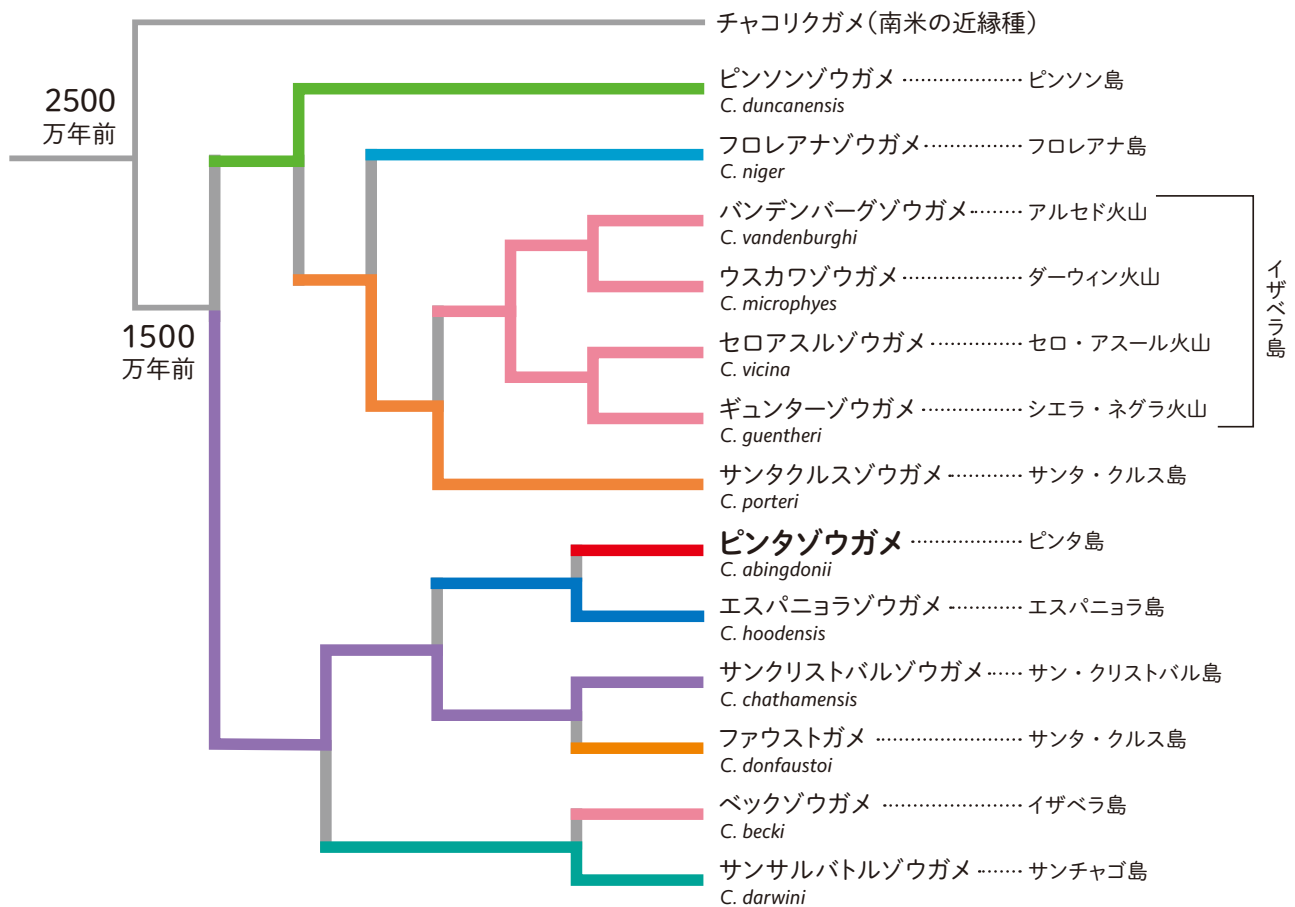 チャコリクガメ(南米の近縁種)
2500
万年前
ピンソンゾウガメ ピンソン島
C. duncanensis
フロレアナゾウガメ フロレアナ島
C. niger
バンデンバーグゾウガメ アルセド火山
C. vandenburghi
ウスカワゾウガメ ダーウィン火山
C. microphyes
イザベラ島
1500
万年前
セロアスルゾウガメ セロ・アスール火山
C. vicina
ギュンターゾウガメ シエラ・ネグラ火山
C. guentheri
サンタクルスゾウガメ サンタ・クルス島
C. porteri
ピンタゾウガメ ピンタ島
C. abingdonii
エスパニョラゾウガメ エスパニョラ島
C. hoodensis
サンクリストバルゾウガメ サン・クリストバル島
C. chathamensis
ファウストガメ サンタ・クルス島
C. donfaustoi
ベックゾウガメ イザベラ島
C. becki
サンサルバトルゾウガメ サンチャゴ島
C. darwini